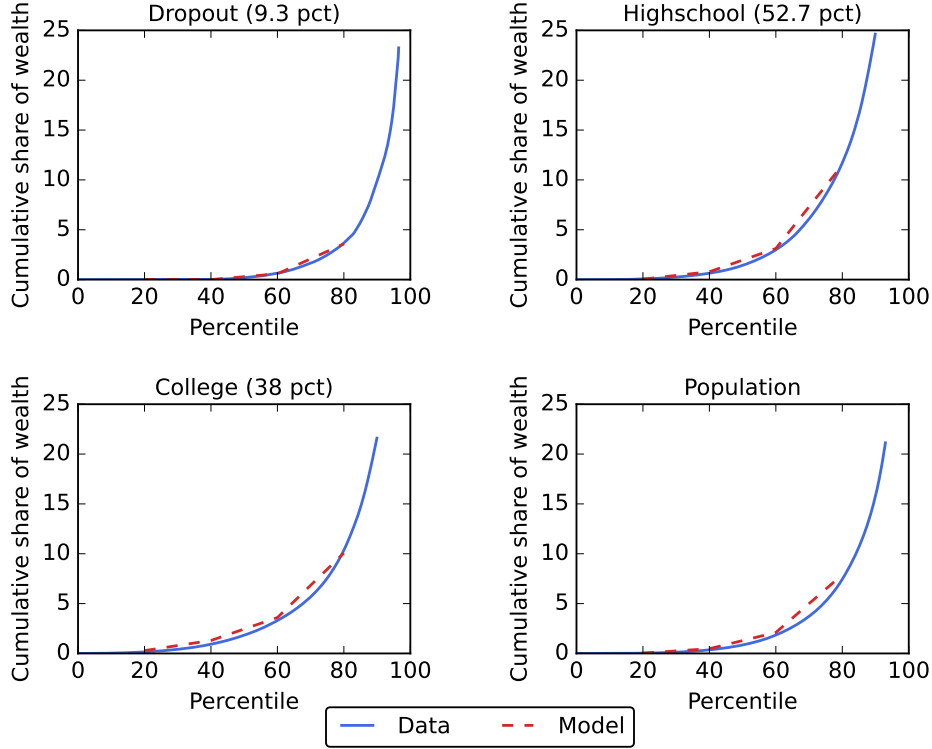 Dropout (9.3 pct)
Cumulative share of wealth
25
20
15
10
5
0
0 20 40 60 80 100
Percentile
Highschool (52.7 pct)
Cumulative share of wealth
25
20
15
10
5
0
0 20 40 60 80 100
Percentile
College (38 pct)
Cumulative share of wealth
25
20
15
10
5
0
0 20 40 60 80 100
Percentile
Population
Cumulative share of wealth
25
20
15
10
5
0
0 20 40 60 80 100
Percentile
Data Model